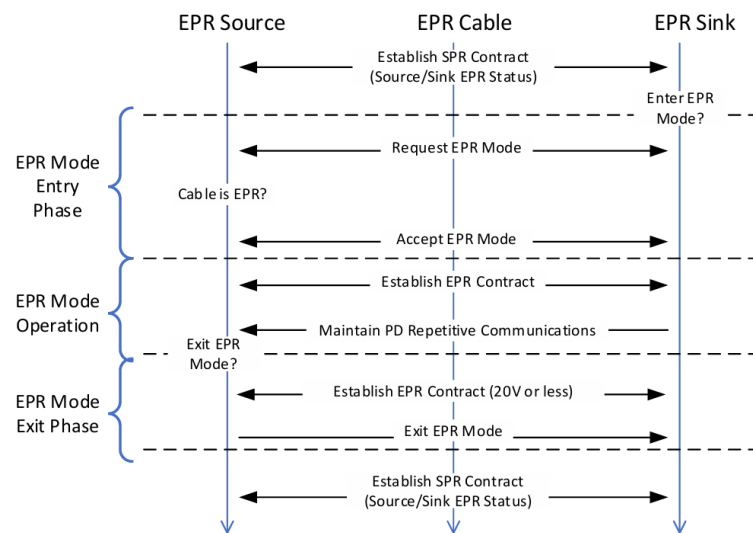 EPR Source
EPR Cable
EPR Sink
Establish SPR Contract
(Source/Sink EPR Status)
Enter EPR
Mode?
EPR Mode
Entry
Phase
Request EPR Mode
Cable is EPR?
Accept EPR Mode
EPR Mode
Operation
Establish EPR Contract
Maintain PD Repetitive Communications
Exit EPR
Mode?
EPR Mode
Exit Phase
Establish EPR Contract (20V or less)
Exit EPR Mode
Establish SPR Contract
(Source/Sink EPR Status)